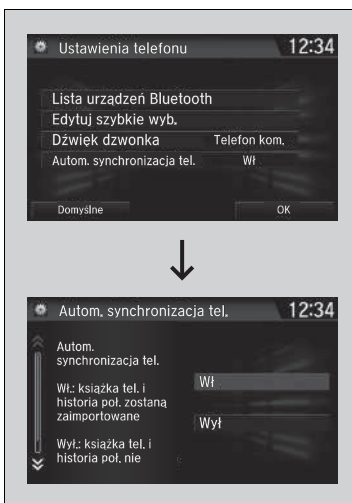 Ustawienia telefonu 12:34
Lista urządzeń Bluetooth
Edytuj szybkie wyb.
Dźwięk dzwonka Telefon kom.
Autom. synchronizacja tel. Wł
Domyślne OK
↓
Autom. synchronizacja tel. 12:34
Autom.
synchronizacja tel.
Wł.: książka tel. i
historia poł. zostaną
zaimportowane
Wył.: książka tel. i
historia poł. nie
Wł
Wył